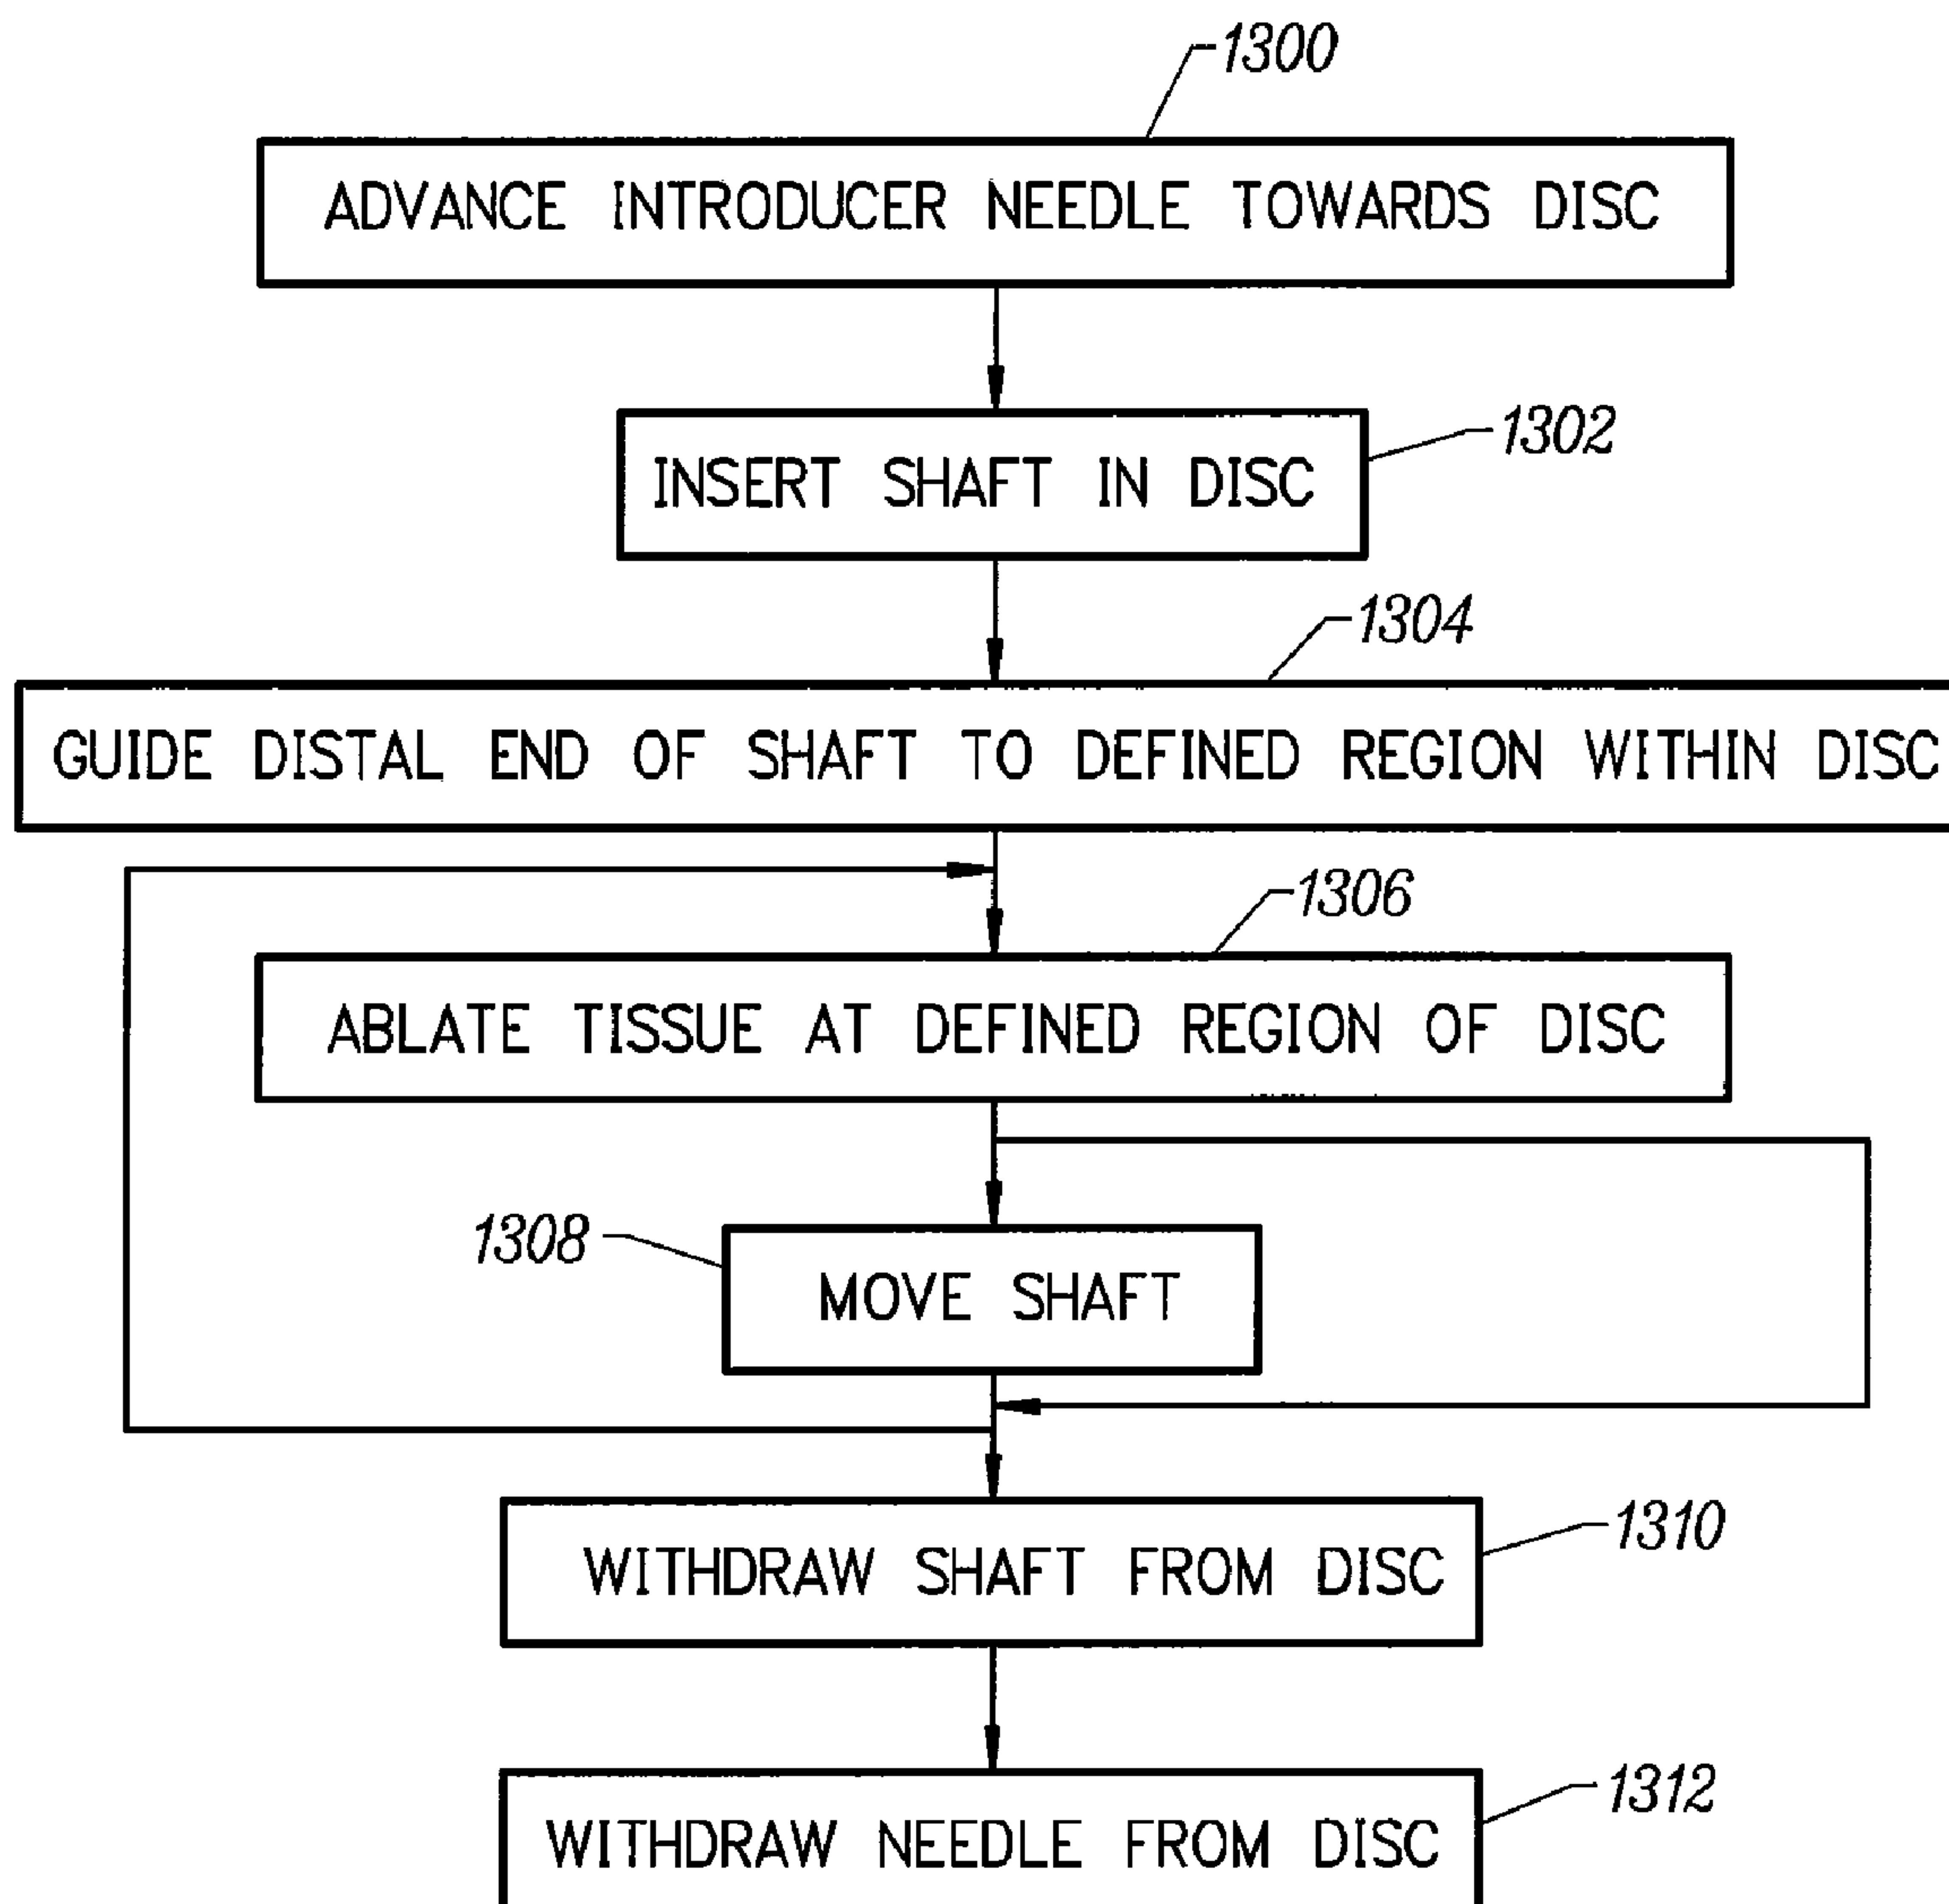 1300
ADVANCE INTRODUCER NEEDLE TOWARDS DISC
1302
INSERT SHAFT IN DISC
1304
GUIDE DISTAL END OF SHAFT TO DEFINED REGION WITHIN DISC
1306
ABLATE TISSUE AT DEFINED REGION OF DISC
1308
MOVE SHAFT
1310
WITHDRAW SHAFT FROM DISC
1312
WITHDRAW NEEDLE FROM DISC